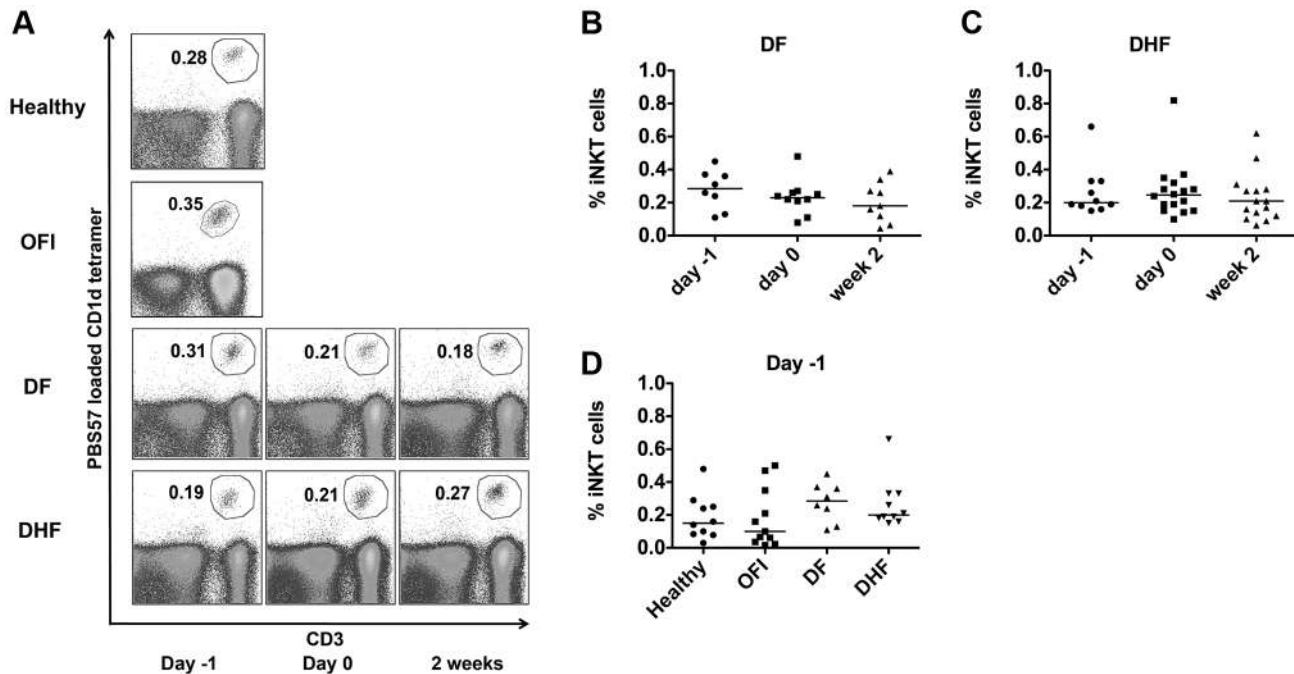 A
PBS57 loaded CD1d tetramer
Healthy
0.28
OFI
0.35
DF
0.31
0.21
0.18
DHF
0.19
0.21
0.27
CD3
Day -1
Day 0
2 weeks
B
DF
% iNKT cells
1.0
0.8
0.6
0.4
0.2
0.0
day -1
day 0
week 2
C
DHF
% iNKT cells
1.0
0.8
0.6
0.4
0.2
0.0
day -1
day 0
week 2
D
Day -1
% iNKT cells
1.0
0.8
0.6
0.4
0.2
0.0
Healthy
OFI
DF
DHF